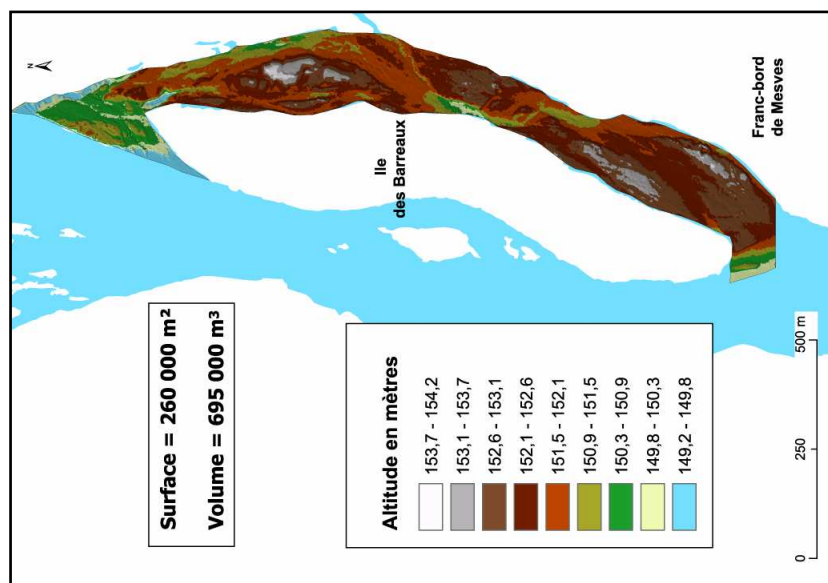 N
Ile
des Barreaux
Franc-bord
de Mesves
Surface = 260 000 m²
Volume = 695 000 m³
Altitude en mètres
153,7 - 154,2
153,1 - 153,7
152,6 - 153,1
152,1 - 152,6
151,5 - 152,1
150,9 - 151,5
150,3 - 150,9
149,8 - 150,3
149,2 - 149,8
0
250
500 m